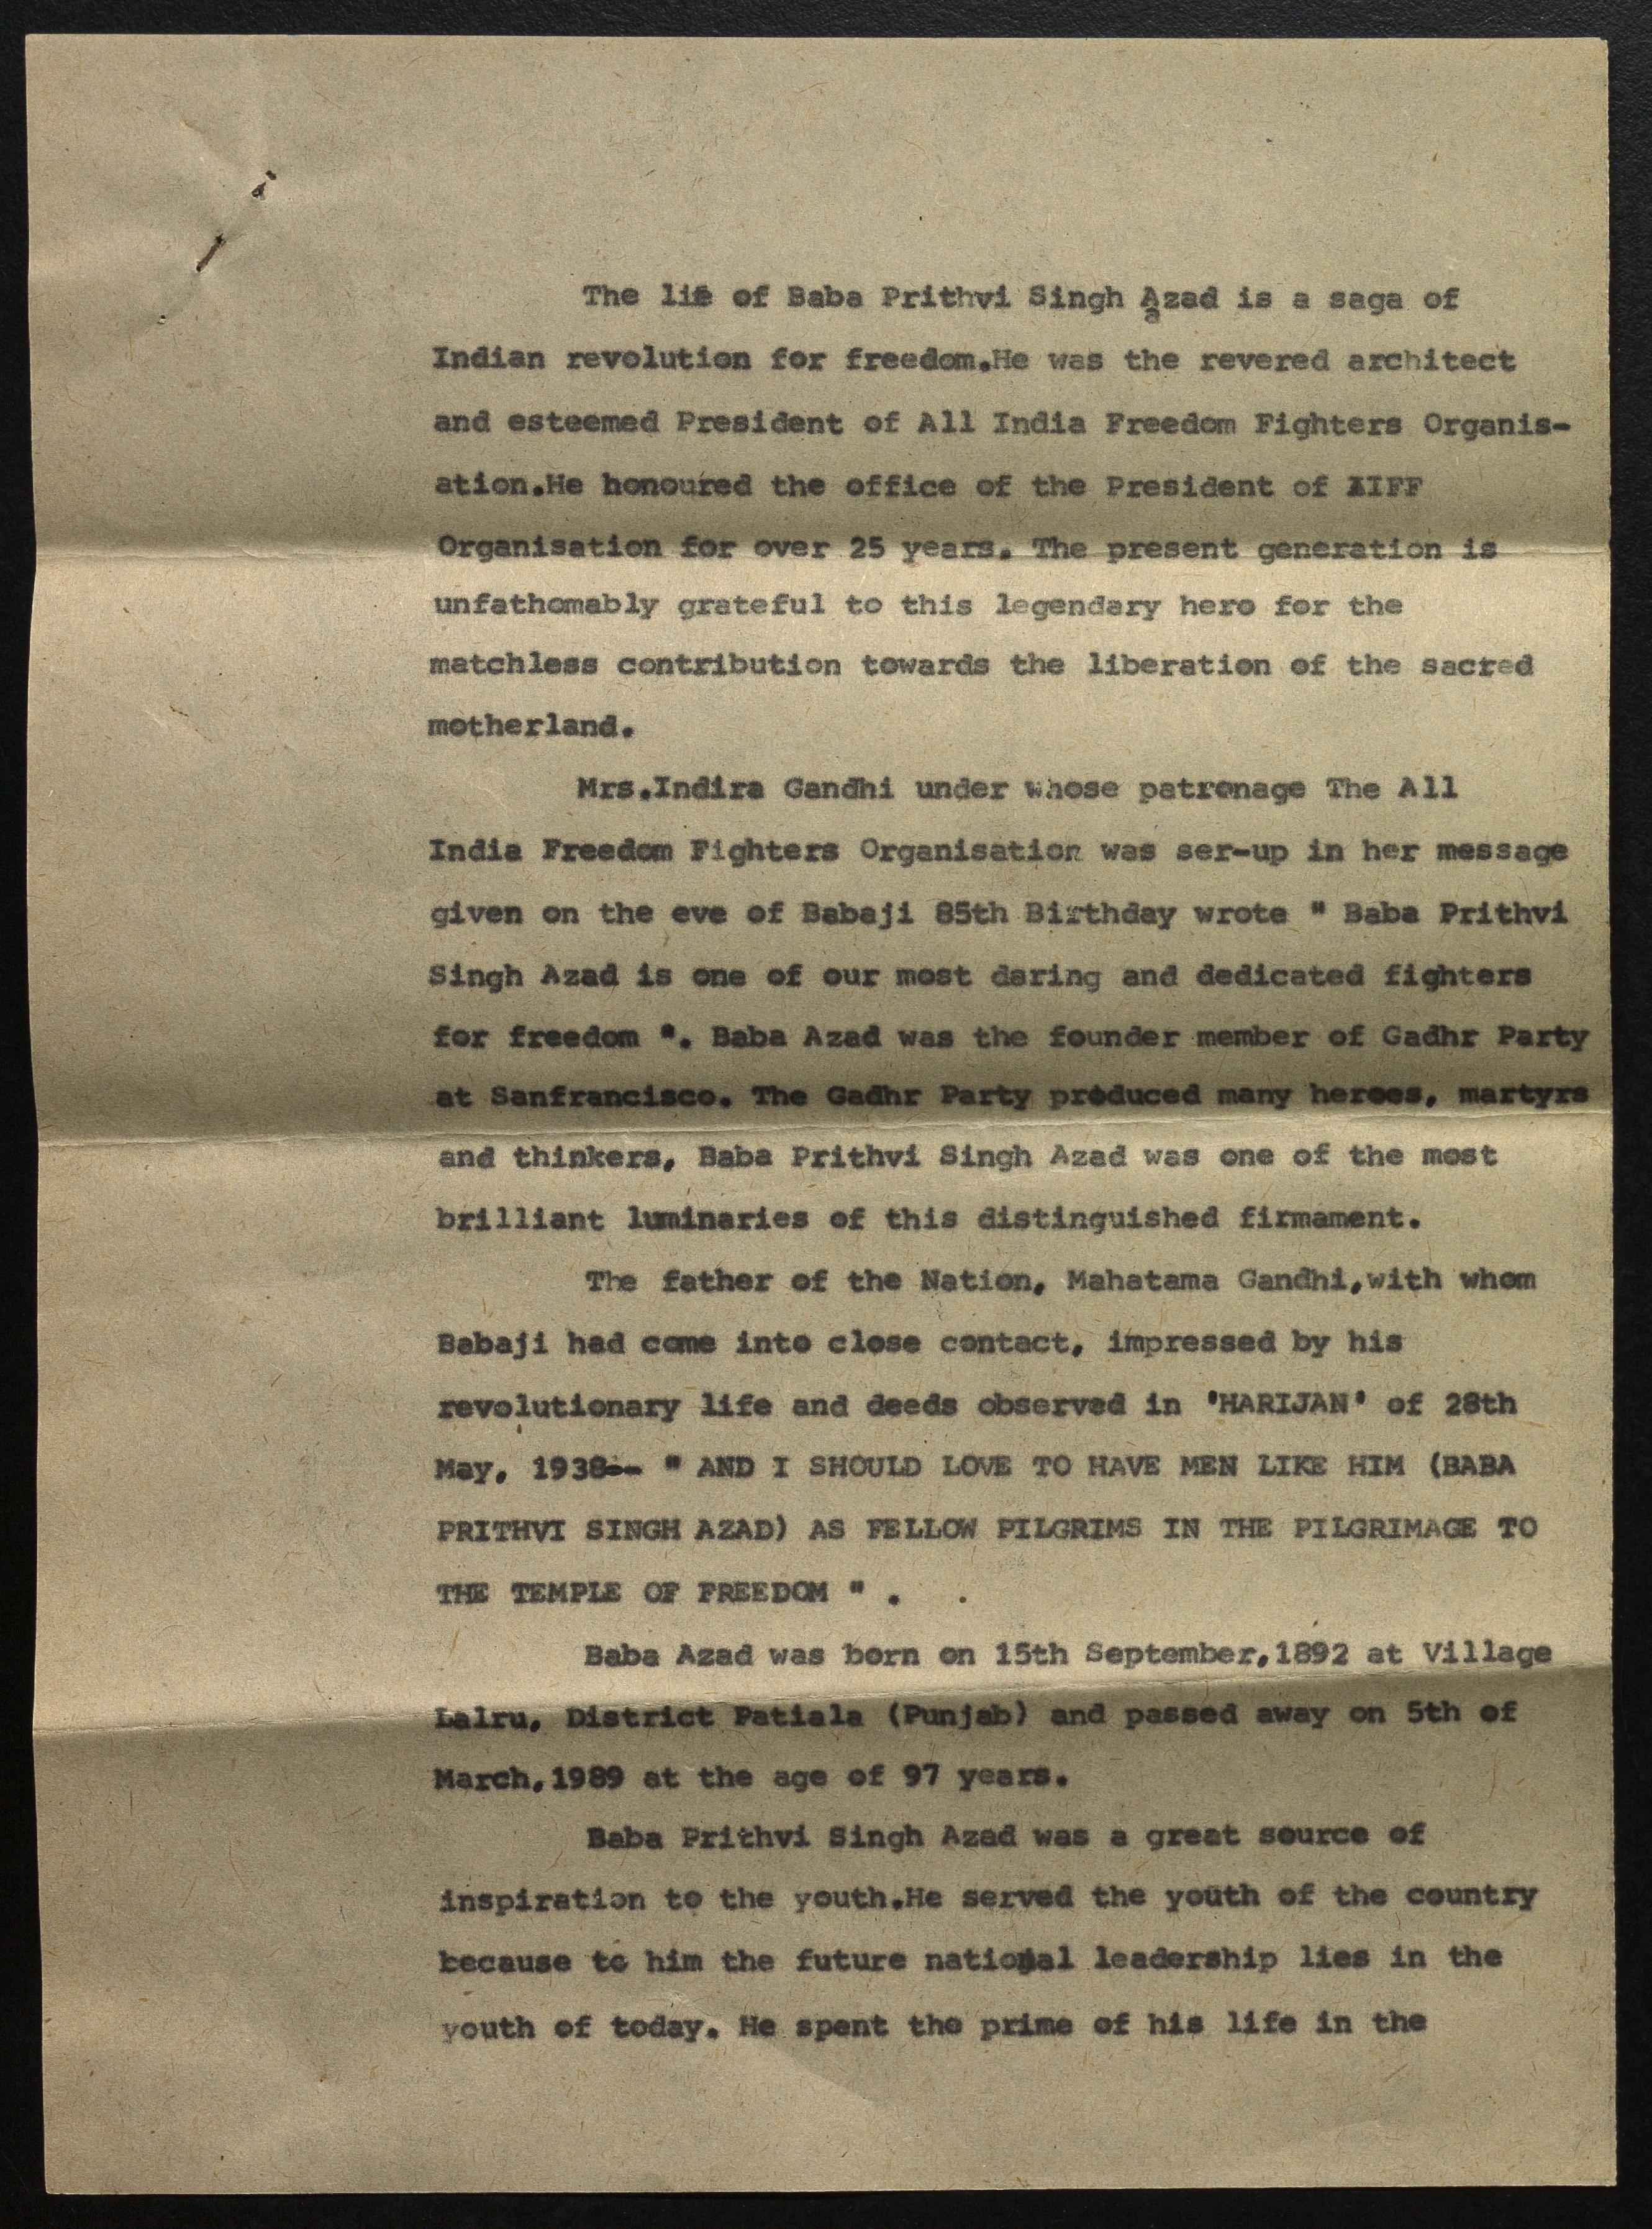 The life of Baba Prithvi Singh Azad is a saga of
Indian revolution for freedom.He was the revered architect
and esteemed President of All India Freedom Fighters Organis-
ation.He honoured the office of the President of AIFF
Organisation for over 25 years. The present generation is
unfathomably grateful to this legendary hero for the
matchless contribution towards the liberation of the sacred
motherland.
Mrs.Indira Gandhi under whose patronage The All
India Freedom Fighters Organisation was ser-up in her message
given on the eve of Babaji 85th Birthday wrote " Baba Prithvi
Singh Azad is one of our most daring and dedicated fighters
for freedom ". Baba Azad was the founder member of Gadhr Party
at Sanfrancisco. The Gadhr Party produced many heroes, martyrs
and thinkers, Baba Prithvi Singh Azad was one of the most
brilliant luminaries of this distinguished firmament.
The father of the Nation, Mahatama Gandhi,with whom
Babaji had come into close contact, impressed by his
revolutionary life and deeds observed in 'HARIJAN' of 28th
May, 1938-- " AND I SHOULD LOVE TO HAVE MEN LIKE HIM (BABA
PRITHVI SINGH AZAD) AS FELLOW PILGRIMS IN THE PILGRIMAGE TO
THE TEMPLE OF FREEDOM " .
Baba Azad was born on 15th September,1892 at Village
Lalru, District Patiala (Punjab) and passed away on 5th of
March,1989 at the age of 97 years.
Baba Prithvi Singh Azad was a great source of
inspiration to the youth.He served the youth of the country
because to him the future national leadership lies in the
youth of today. He spent the prime of his life in the